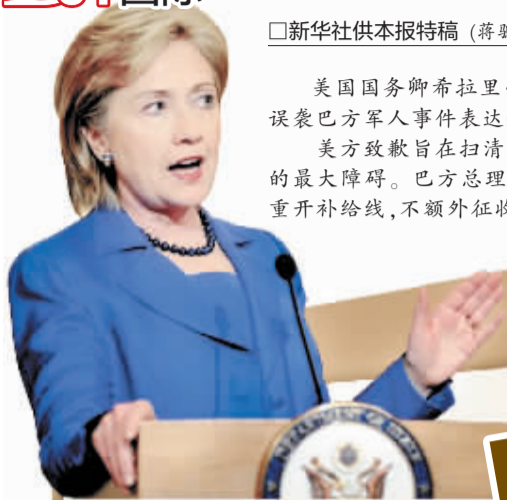 国际
□新华社供本报特稿 (蒋
美国国务卿希拉里
误袭巴方军人事件表达
美方致歉旨在扫清
的最大障碍。巴方总理
重开补给线,不额外征收